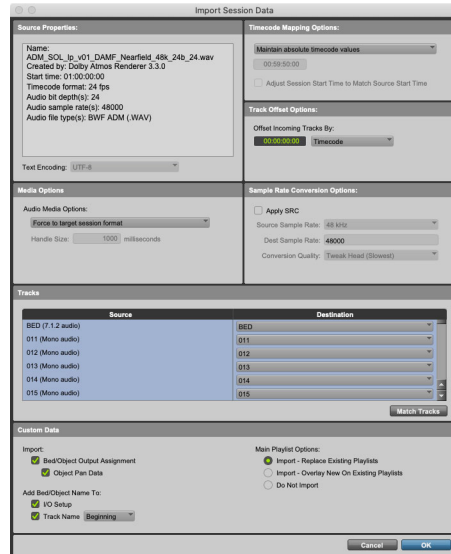 Import Session Data
Source Properties:
Name:
ADM_SOL_lp_v01_DAMF_Nearfield_48k_24b_24.wav
Created by: Dolby Atmos Renderer 3.3.0
Start time: 01:00:00:00
Timecode format: 24 fps
Audio bit depth(s): 24
Audio sample rate(s): 48000
Audio file type(s): BWF ADM (.WAV)
Text Encoding: UTF-8
Timecode Mapping Options:
Maintain absolute timecode values
00:59:50:00
Adjust Session Start Time to Match Source Start Time
Track Offset Options:
Offset Incoming Tracks By:
00:00:00:00 Timecode
Media Options
Audio Media Options:
Force to target session format
Handle Size: 1000 milliseconds
Sample Rate Conversion Options:
Apply SRC
Source Sample Rate: 48 kHz
Dest Sample Rate: 48000
Conversion Quality: Tweak Head (Slowest)
Tracks
Source Destination
BED (7.1.2 audio) BED
011 (Mono audio) 011
012 (Mono audio) 012
013 (Mono audio) 013
014 (Mono audio) 014
015 (Mono audio) 015
Match Tracks
Custom Data
Import:
Bed/Object Output Assignment
Object Pan Data
Add Bed/Object Name To:
I/O Setup
Track Name Beginning
Main Playlist Options:
Import - Replace Existing Playlists
Import - Overlay New On Existing Playlists
Do Not Import
Cancel OK